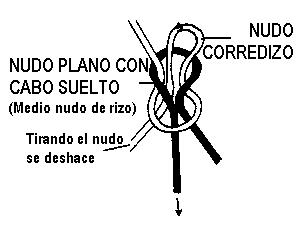 NUDO
CORREDIZO
NUDO PLANO CON
CABO SUELTO
(Medio nudo de rizo)
Tirando el nudo
se deshace